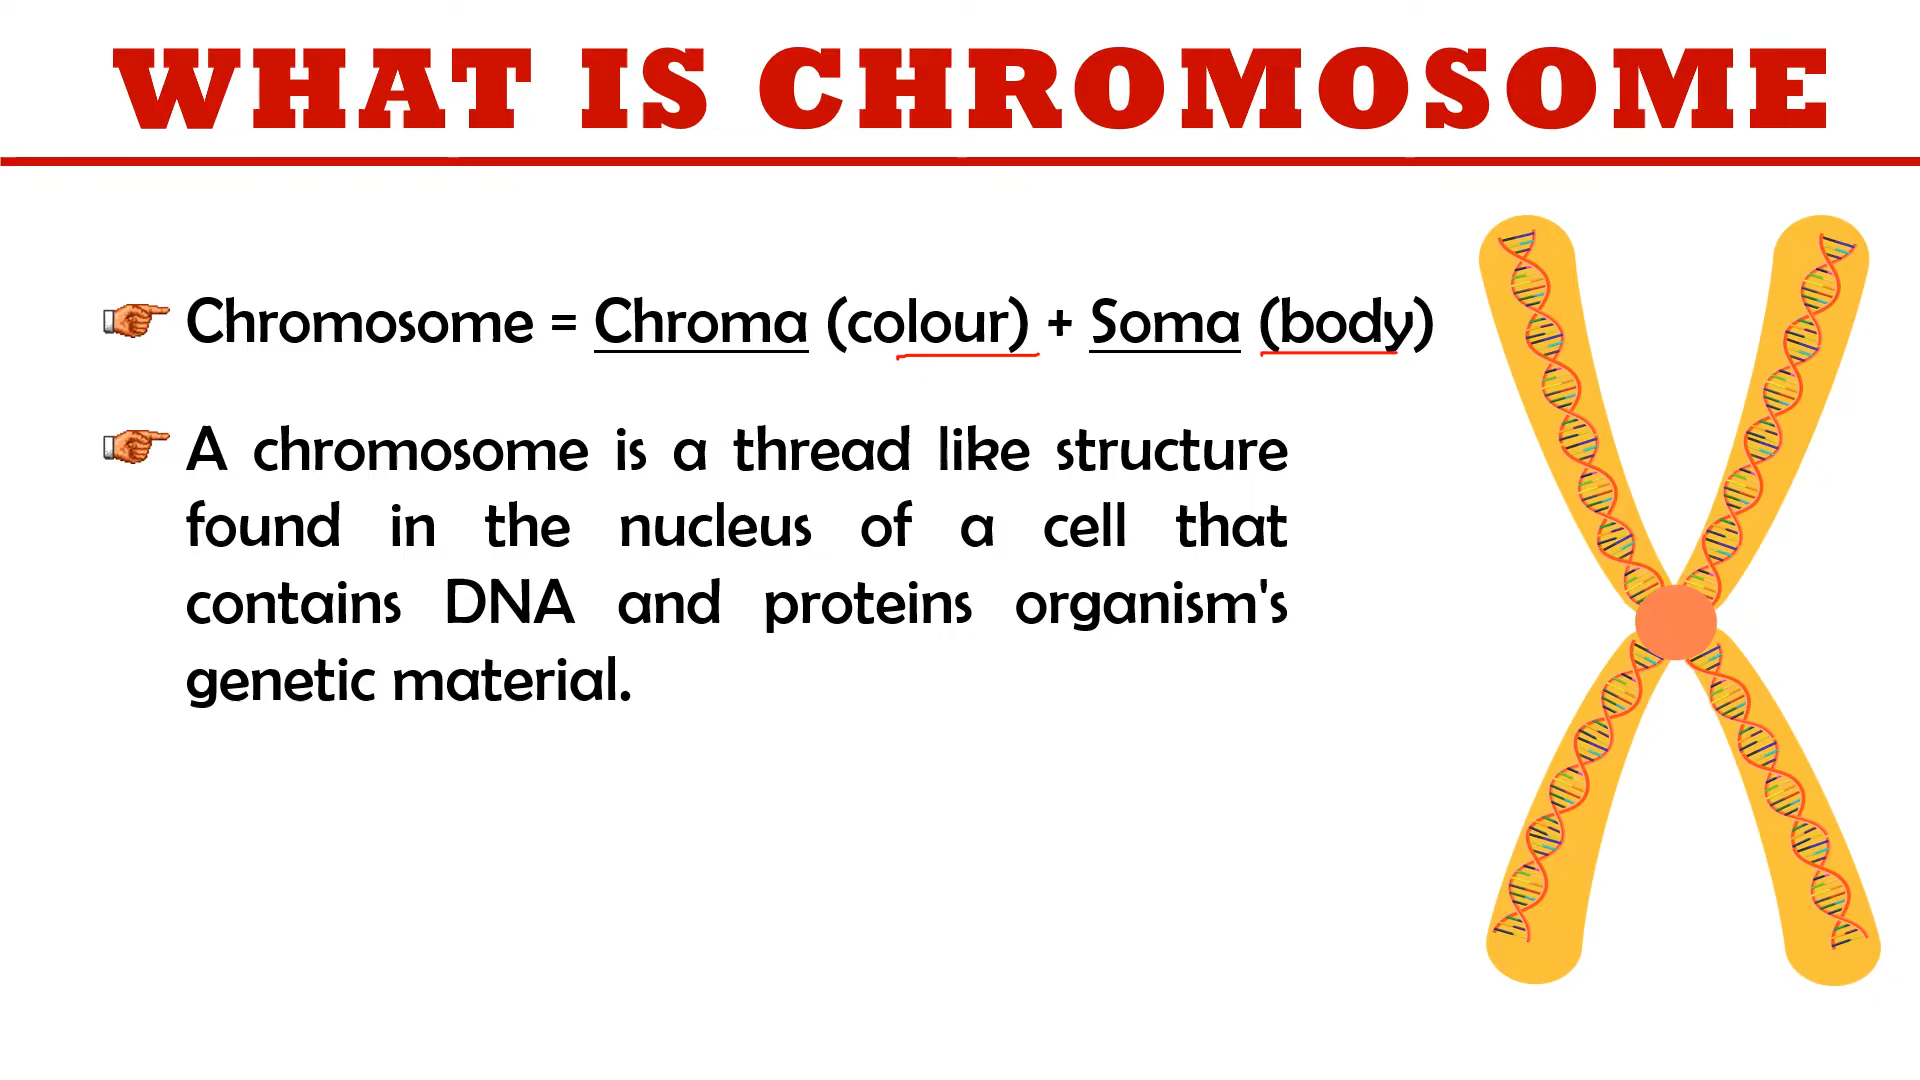 WHAT IS CHROMOSOME
Chromosome = Chroma (colour) + Soma (body)
A chromosome is a thread like structure
found in the nucleus of a cell that
contains DNA and proteins organism's
genetic material.